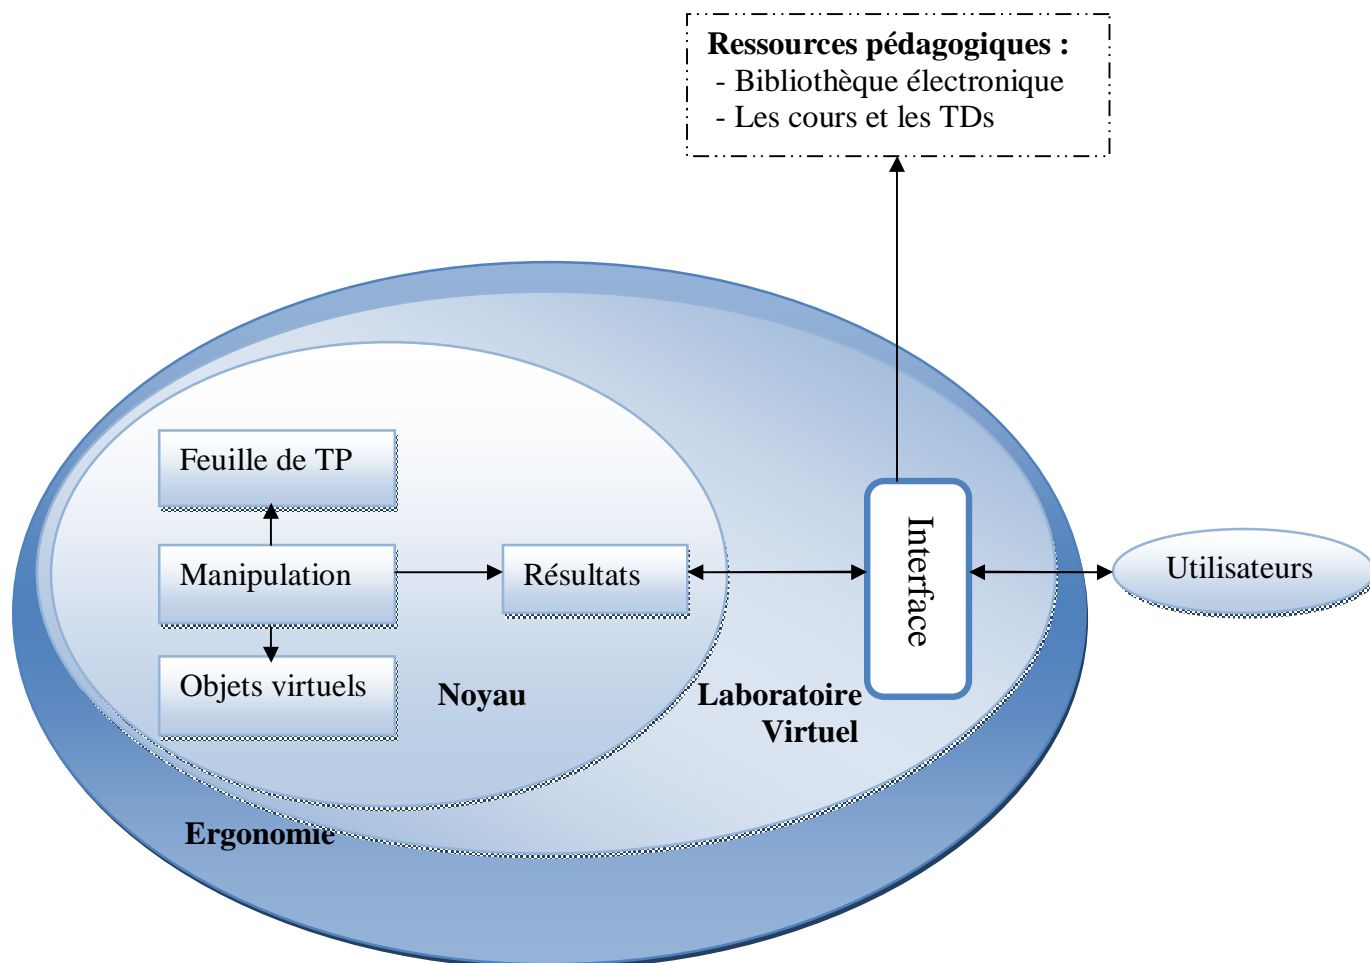 Ressources pédagogiques :
- Bibliothèque électronique
- Les cours et les TDs
Feuille de TP
Manipulation
Résultats
Interface
Utilisateurs
Objets virtuels
Noyau
Laboratoire
Virtuel
Ergonomie